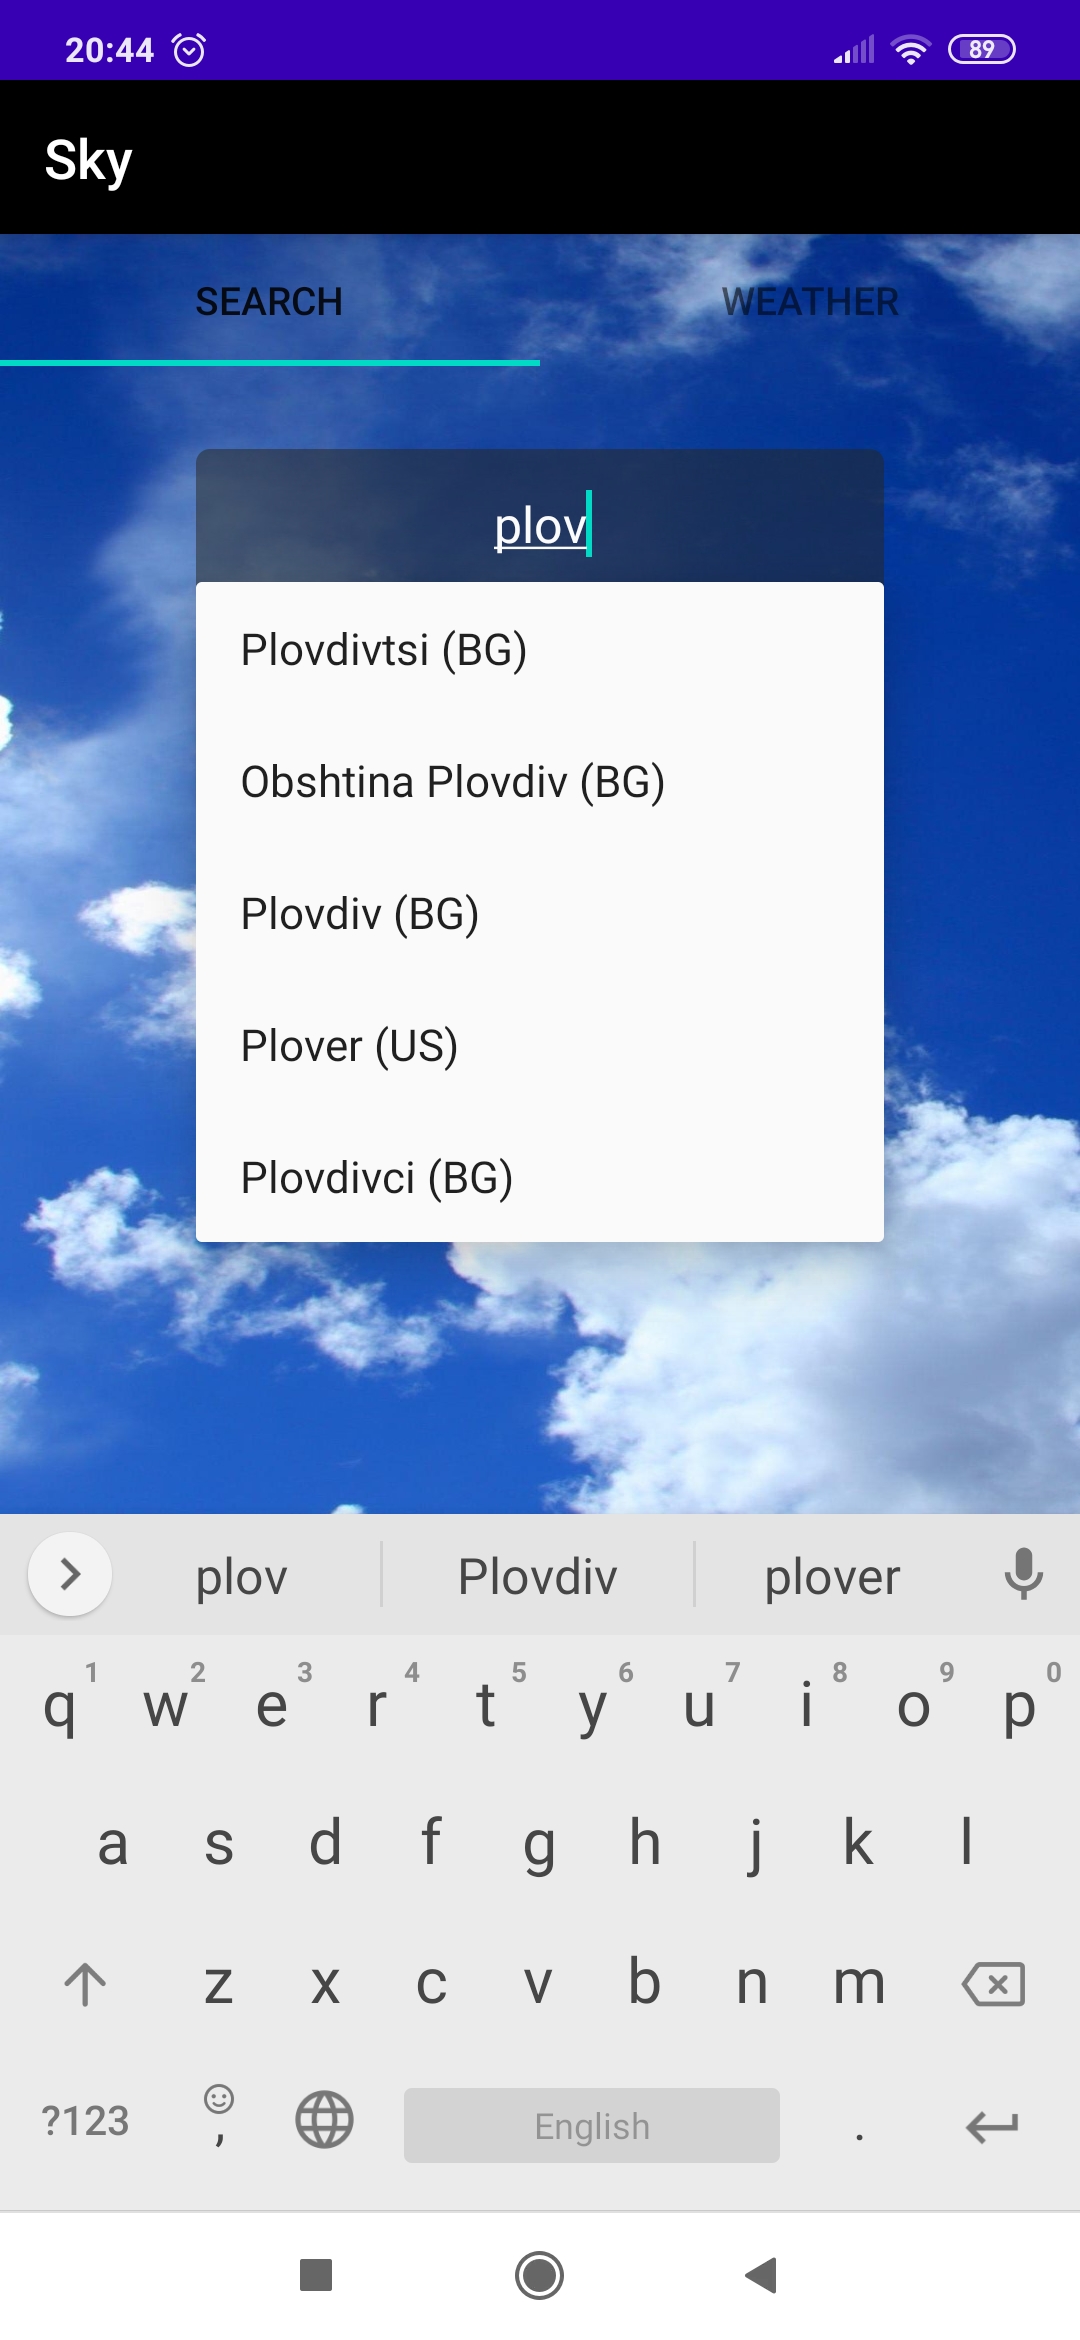 20:44 89
Sky
SEARCH WEATHER
plov
Plovdivtsi (BG)
Obshtina Plovdiv (BG)
Plovdiv (BG)
Plover (US)
Plovdivci (BG)
plov Plovdiv plover
1 2 3 4 5 6 7 8 9 0
q w e r t y u i o p
a s d f g h j k l
z x c v b n m
?123 , English .